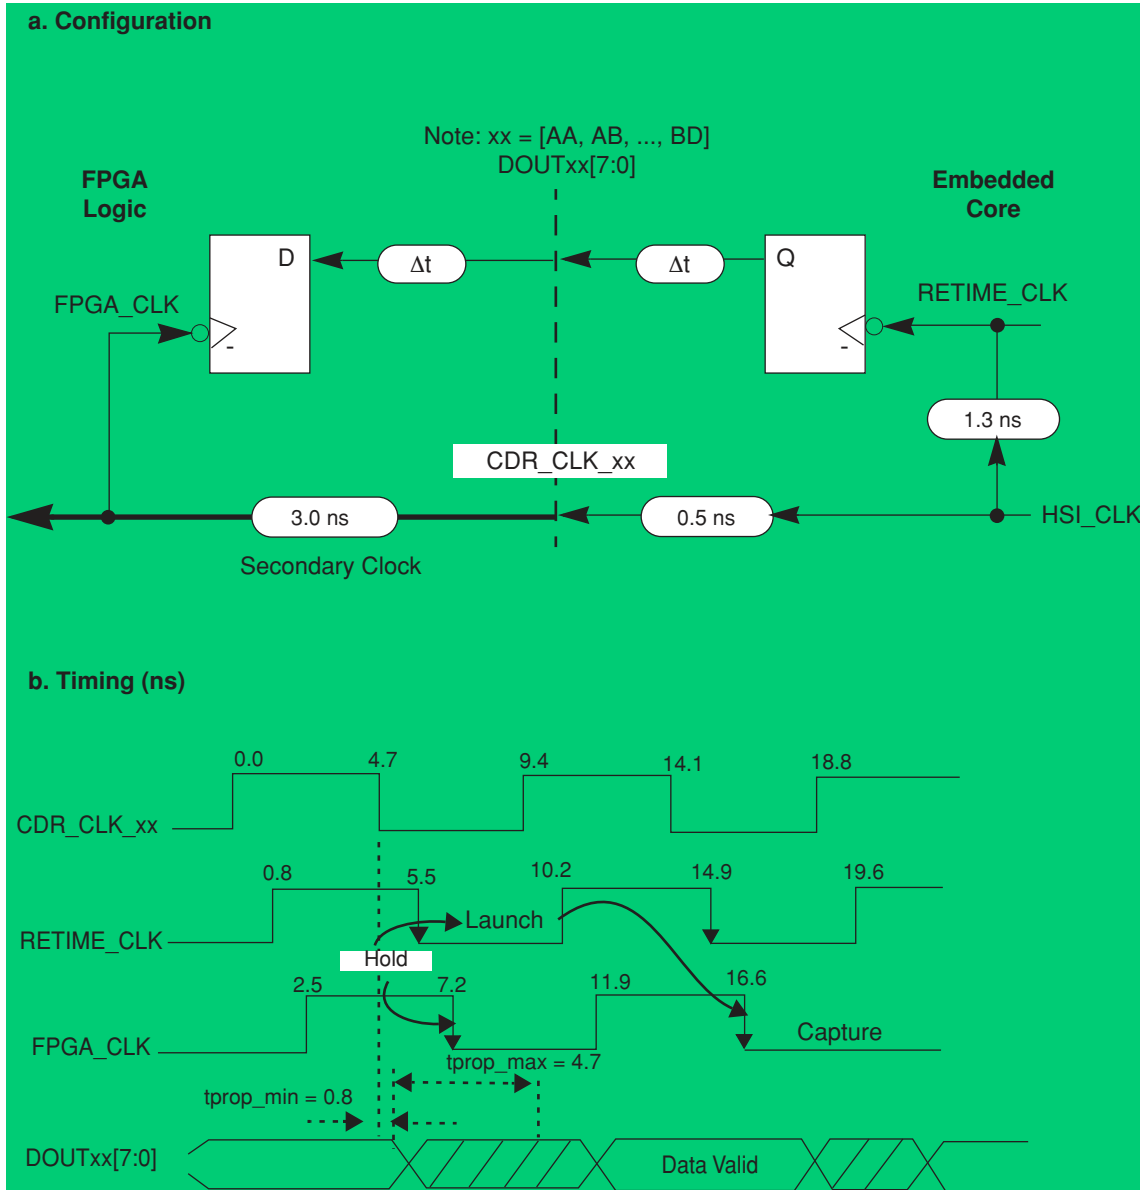 a. Configuration
Note: xx = [AA, AB, ..., BD]
DOUTxx[7:0]
FPGA
Logic
Embedded
Core
D
Δt
Δt
Q
FPGA_CLK
RETIME_CLK
-
-
1.3 ns
CDR_CLK_xx
3.0 ns
0.5 ns
HSI_CLK
Secondary Clock
b. Timing (ns)
0.0
4.7
9.4
14.1
18.8
CDR_CLK_xx
0.8
5.5
10.2
14.9
19.6
Launch
RETIME_CLK
Hold
2.5
7.2
11.9
16.6
Capture
FPGA_CLK
tprop_max = 4.7
tprop_min = 0.8
DOUTxx[7:0]
Data Valid